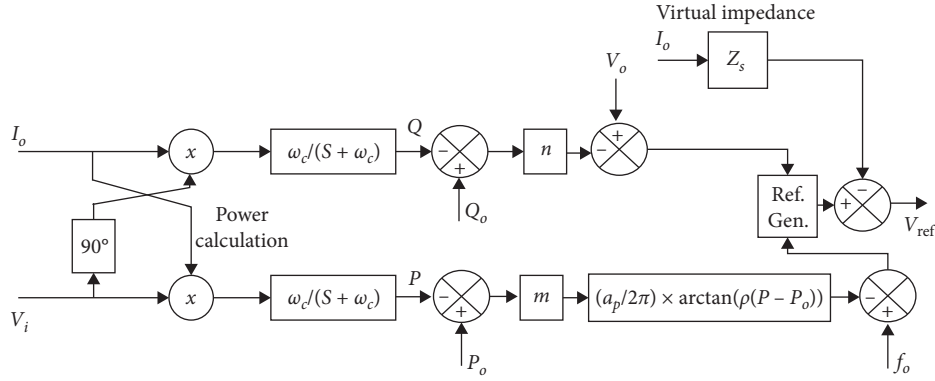 Virtual impedance
I_o
Z_s
V_o
I_o
x
ω_c/(S + ω_c)
Q
−
+
n
+
−
Q_o
90°
Power
calculation
Ref.
Gen.
−
+
V_ref
V_i
x
ω_c/(S + ω_c)
P
−
+
m
(a_p/2π) × arctan(ρ(P − P_o))
−
+
P_o
f_o